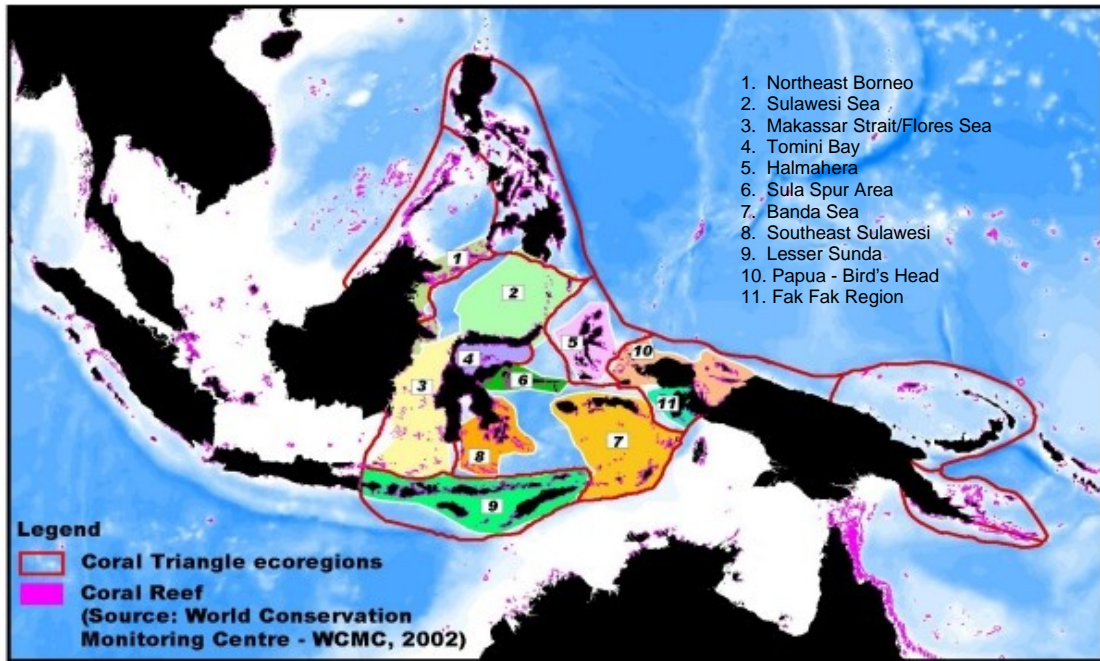 1. Northeast Borneo
2. Sulawesi Sea
3. Makassar Strait/Flores Sea
4. Tomini Bay
5. Halmahera
6. Sula Spur Area
7. Banda Sea
8. Southeast Sulawesi
9. Lesser Sunda
10. Papua - Bird's Head
11. Fak Fak Region
1
2
5
10
4
3
6
11
7
8
9
Legend
Coral Triangle ecoregions
Coral Reef
(Source: World Conservation
Monitoring Centre - WCMC, 2002)